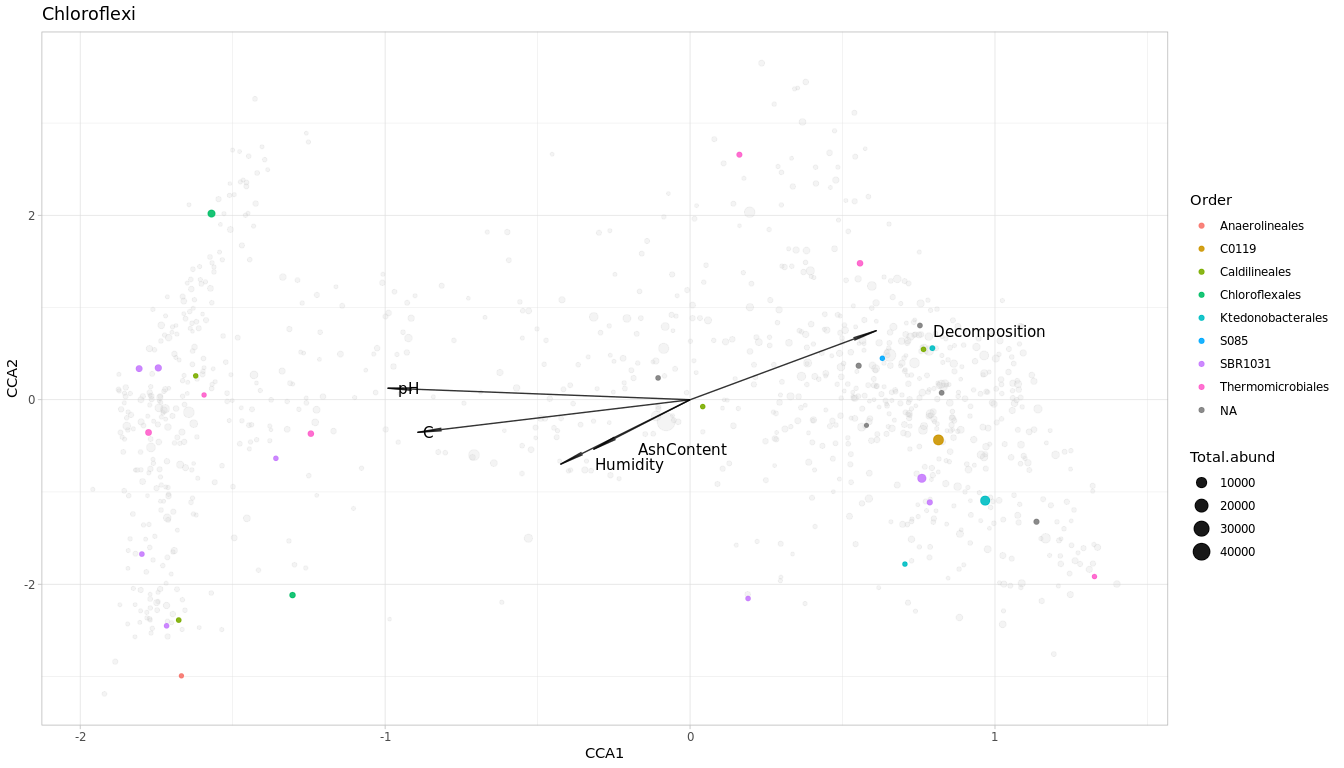 Chloroflexi
CCA2
2
0
-2
Decomposition
pH
C
AshContent
Humidity
-2
-1
0
1
CCA1
Order
Anaerolineales
C0119
Caldilineales
Chloroflexales
Ktedonobacterales
S085
SBR1031
Thermomicrobiales
NA
Total.abund
10000
20000
30000
40000